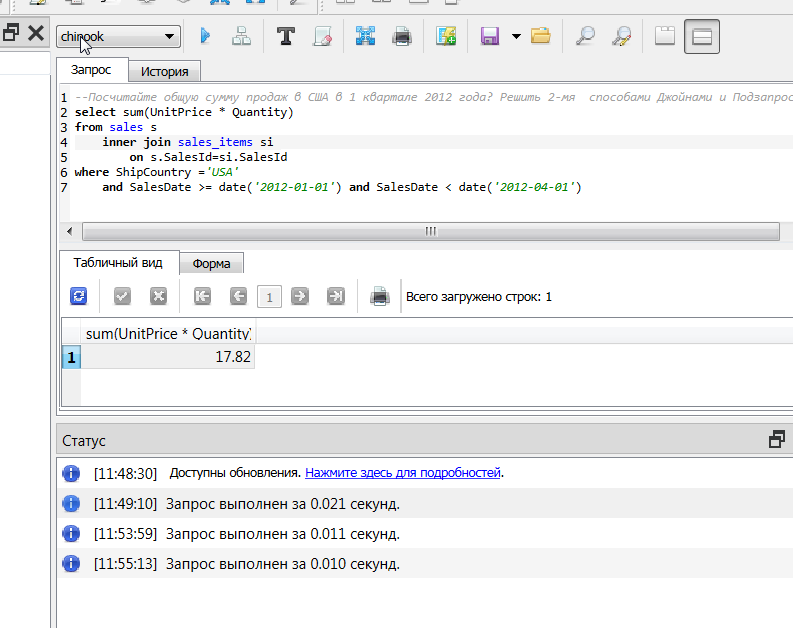 chinook
Запрос
История
1 --Посчитайте общую сумму продаж в США в 1 квартале 2012 года? Решить 2-мя способами Джойнами и Подзапрос
2 select sum(UnitPrice * Quantity)
3 from sales s
4 inner join sales_items si
5 on s.SalesId=si.SalesId
6 where ShipCountry ='USA'
7 and SalesDate >= date('2012-01-01') and SalesDate < date('2012-04-01')
Табличный вид
Форма
1
Всего загружено строк: 1
sum(UnitPrice * Quantity)
1 17.82
Статус
[11:48:30] Доступны обновления. Нажмите здесь для подробностей.
[11:49:10] Запрос выполнен за 0.021 секунд.
[11:53:59] Запрос выполнен за 0.011 секунд.
[11:55:13] Запрос выполнен за 0.010 секунд.